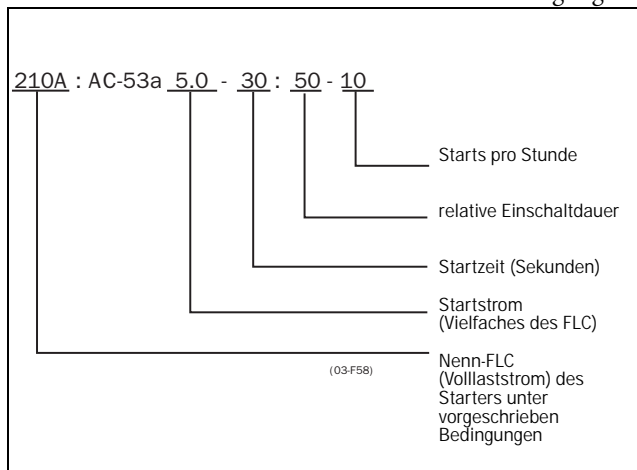 210A : AC-53a 5.0 - 30 : 50 - 10
Starts pro Stunde
relative Einschaltdauer
Startzeit (Sekunden)
Startstrom
(Vielfaches des FLC)
(03-F58)
Nenn-FLC
(Volllaststrom) des
Starters unter
vorgeschrieben
Bedingungen